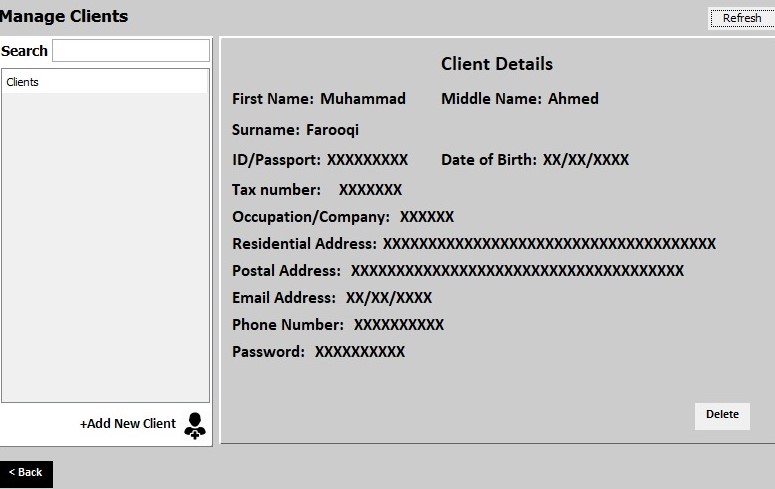 Manage Clients
Refresh
Search
Clients
+Add New Client
< Back
Client Details
First Name: Muhammad Middle Name: Ahmed
Surname: Farooqi
ID/Passport: XXXXXXXXX Date of Birth: XX/XX/XXXX
Tax number: XXXXXXX
Occupation/Company: XXXXXX
Residential Address: XXXXXXXXXXXXXXXXXXXXXXXXXXXXXXXXXXXXX
Postal Address: XXXXXXXXXXXXXXXXXXXXXXXXXXXXXXXXXXXXX
Email Address: XX/XX/XXXX
Phone Number: XXXXXXXXXX
Password: XXXXXXXXXX
Delete